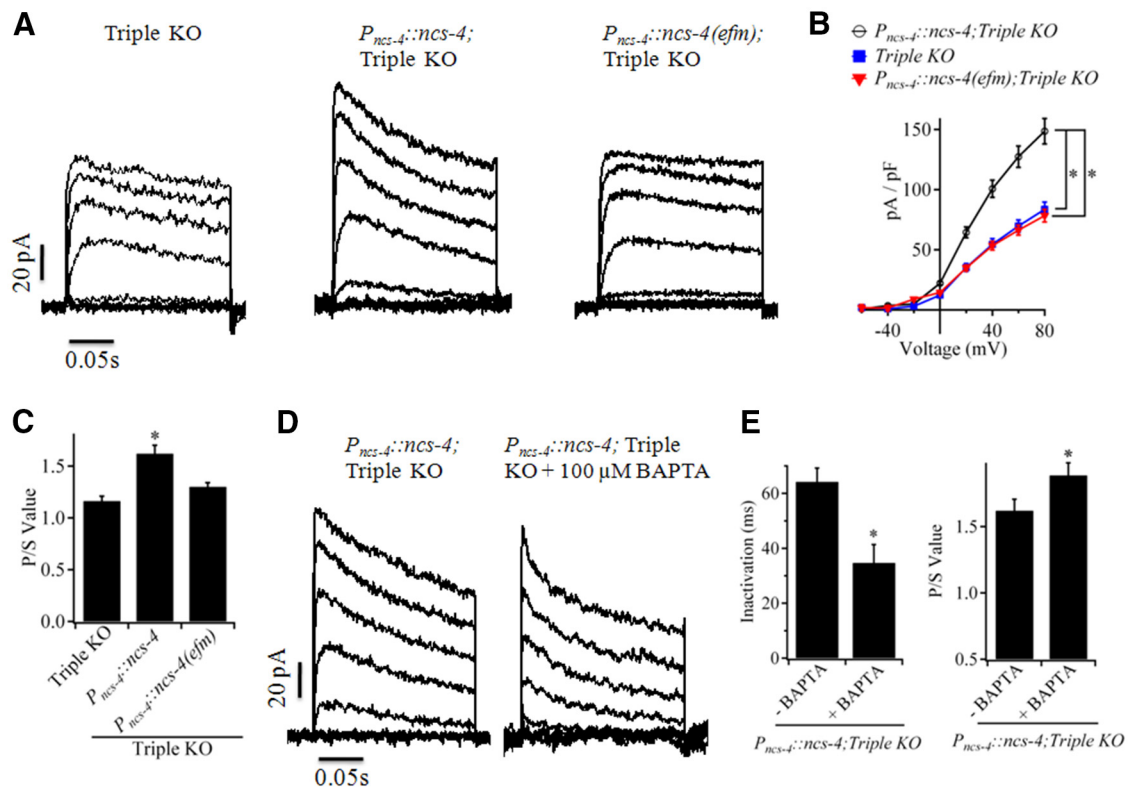 A
Triple KO
Pncs-4::ncs-4;
Triple KO
Pncs-4::ncs-4(efm);
Triple KO
20 pA
0.05s
B
Pncs-4::ncs-4;Triple KO
Triple KO
Pncs-4::ncs-4(efm);Triple KO
150
100
50
pA / pF
* *
-40
40
80
Voltage (mV)
C
1.5
1.0
0.5
0.0
P/S Value
*
Triple KO
Pncs-4::ncs-4
Pncs-4::ncs-4(efm)
Triple KO
D
Pncs-4::ncs-4;
Triple KO
Pncs-4::ncs-4; Triple
KO + 100 μM BAPTA
20 pA
0.05s
E
60
40
20
0
Inactivation (ms)
*
- BAPTA
+ BAPTA
Pncs-4::ncs-4;Triple KO
1.5
0.5
P/S Value
*
- BAPTA
+ BAPTA
Pncs-4::ncs-4;Triple KO